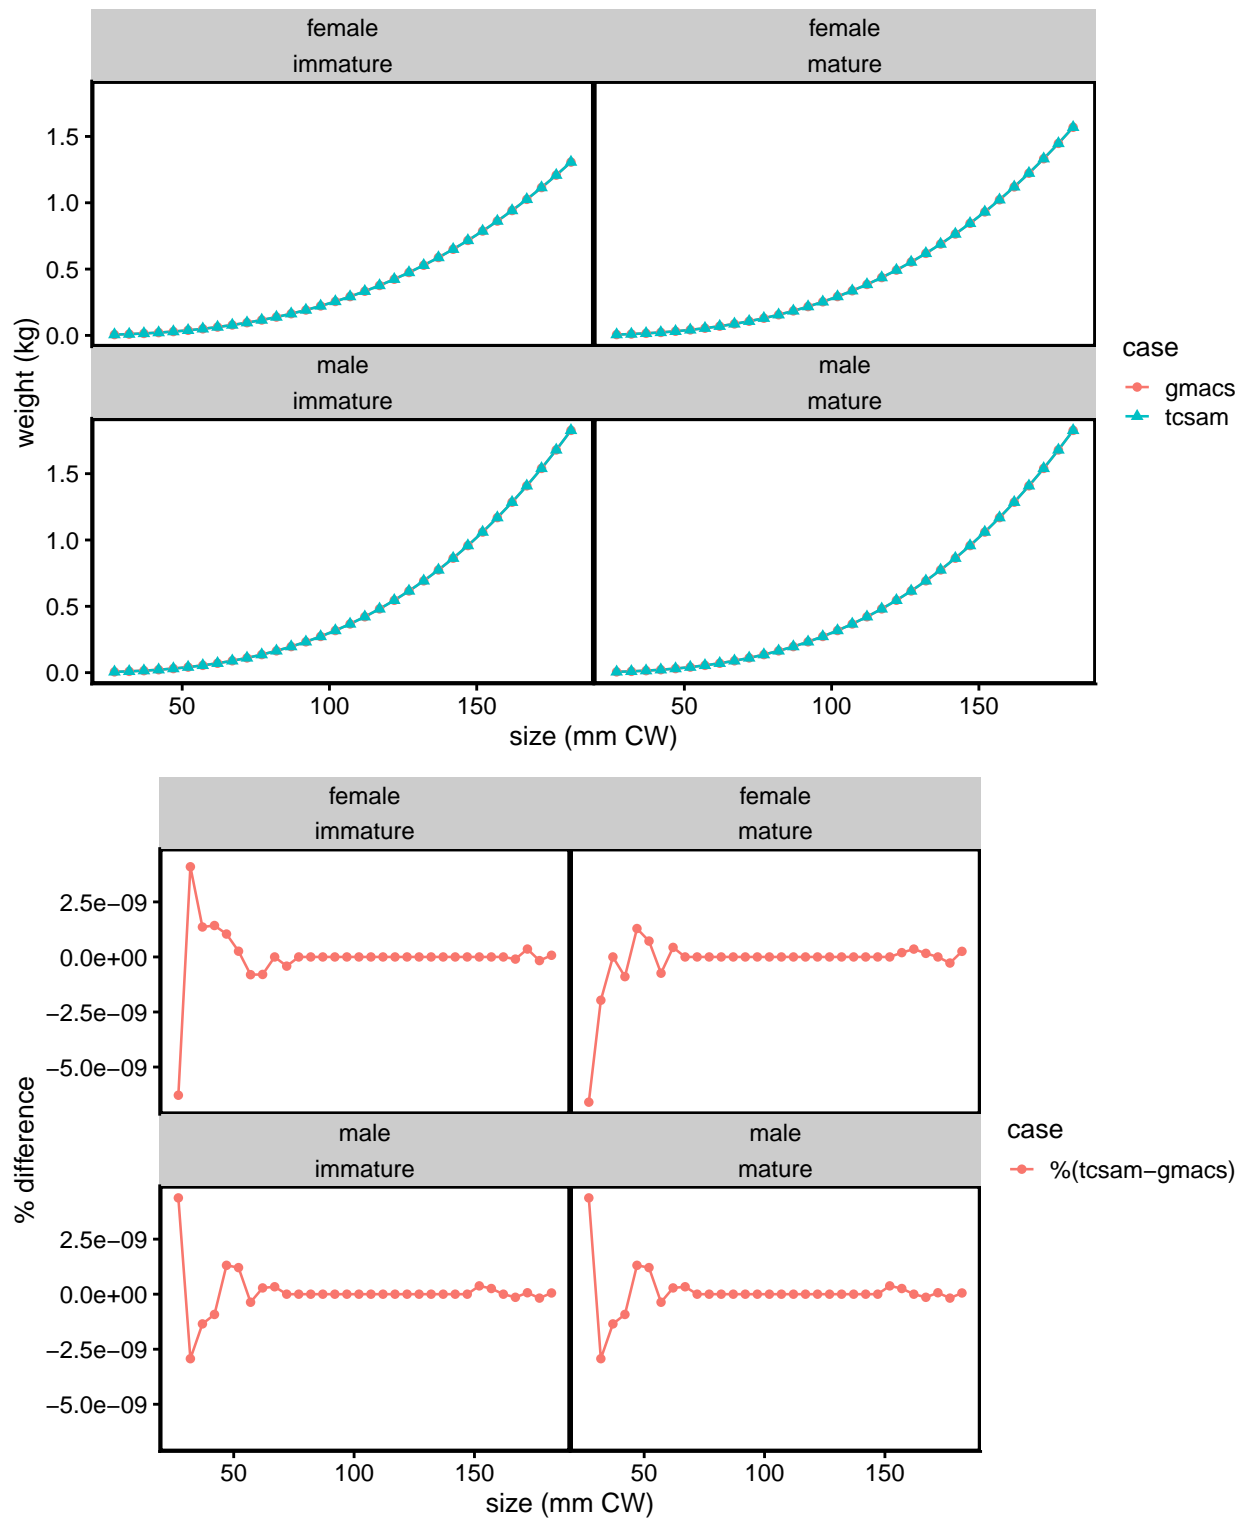 female
immature
female
mature
1.5
1.0
0.5
0.0
male
immature
male
mature
1.5
1.0
0.5
0.0
weight (kg)
50
100
150
50
100
150
size (mm CW)
case
gmacs
tcsam
female
immature
female
mature
2.5e−09
0.0e+00
−2.5e−09
−5.0e−09
male
immature
male
mature
2.5e−09
0.0e+00
−2.5e−09
−5.0e−09
% difference
50
100
150
50
100
150
size (mm CW)
case
%(tcsam−gmacs)